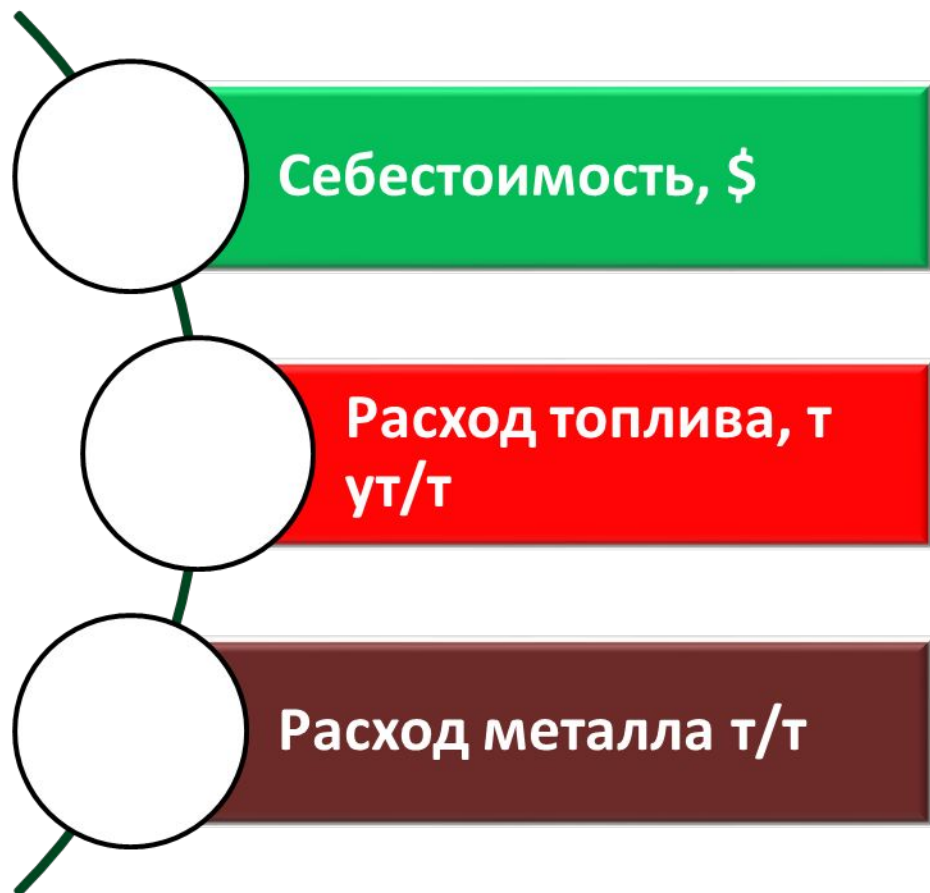 Себестоимость, $
Расход топлива, т
ут/т
Расход металла т/т